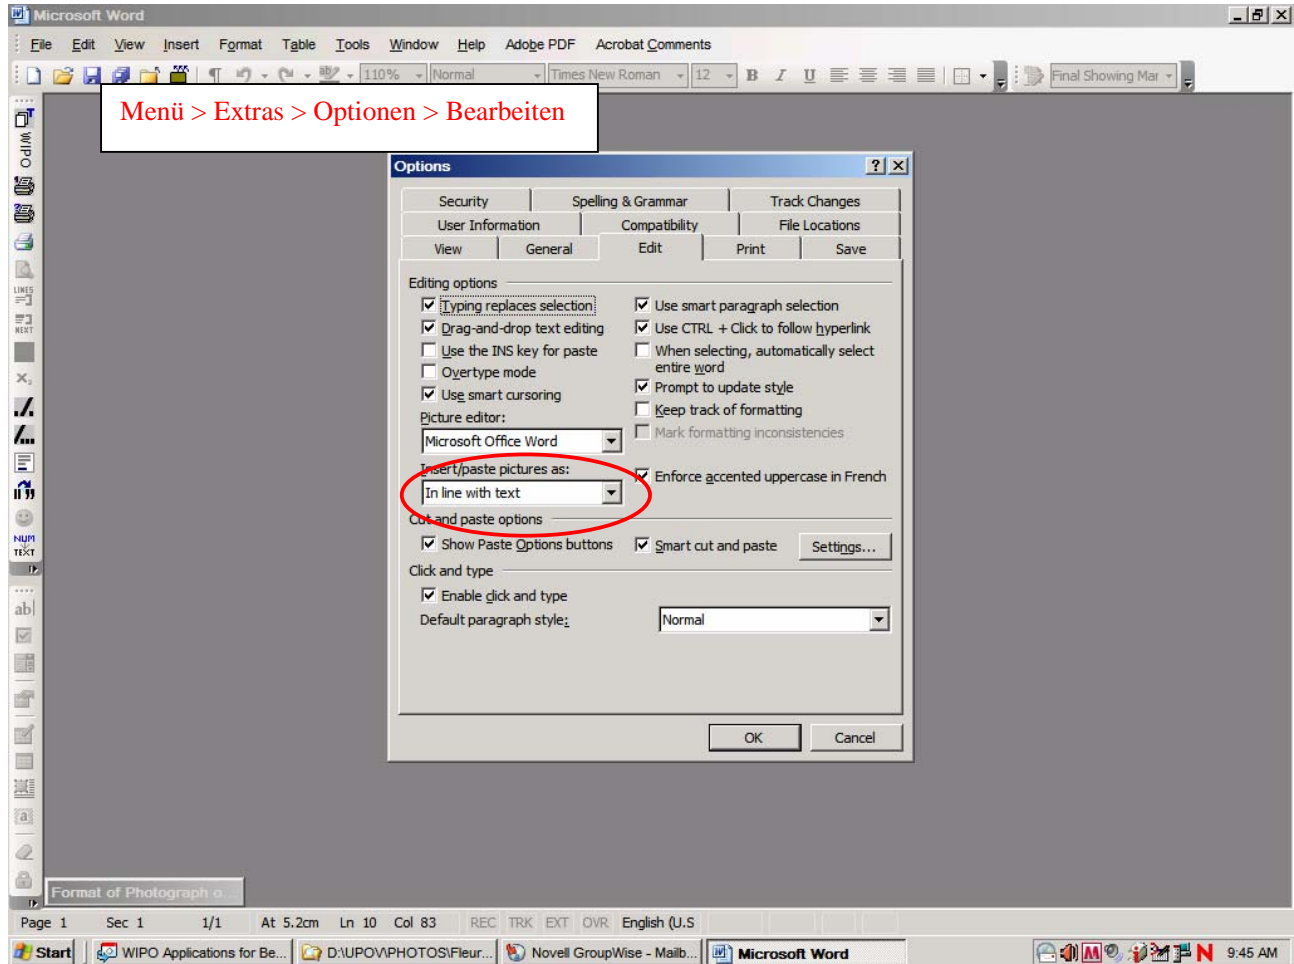 Microsoft Word
File Edit View Insert Format Table Tools Window Help Adobe PDF Acrobat Comments
110% Normal Times New Roman 12 B I U Final Showing Mar
Menü > Extras > Optionen > Bearbeiten
WIPO
LINES
NEXT
NUM
TEXT
ab
a
Options
Security Spelling & Grammar Track Changes
User Information Compatibility File Locations
View General Edit Print Save
Editing options
Typing replaces selection Use smart paragraph selection
Drag-and-drop text editing Use CTRL + Click to follow hyperlink
Use the INS key for paste When selecting, automatically select
entire word
Overtype mode
Prompt to update style
Use smart cursoring
Keep track of formatting
Picture editor:
Mark formatting inconsistencies
Microsoft Office Word
Insert/paste pictures as:
Enforce accented uppercase in French
In line with text
Cut and paste options
Show Paste Options buttons Smart cut and paste Settings...
Click and type
Enable click and type
Default paragraph style: Normal
OK Cancel
Format of Photograph o...
Page 1 Sec 1 1/1 At 5.2cm Ln 10 Col 83 REC TRK EXT OVR English (U.S
Start WIPO Applications for Be... D:\UPOV\PHOTOS\Fleur... Novell GroupWise - Mailb... Microsoft Word 9:45 AM